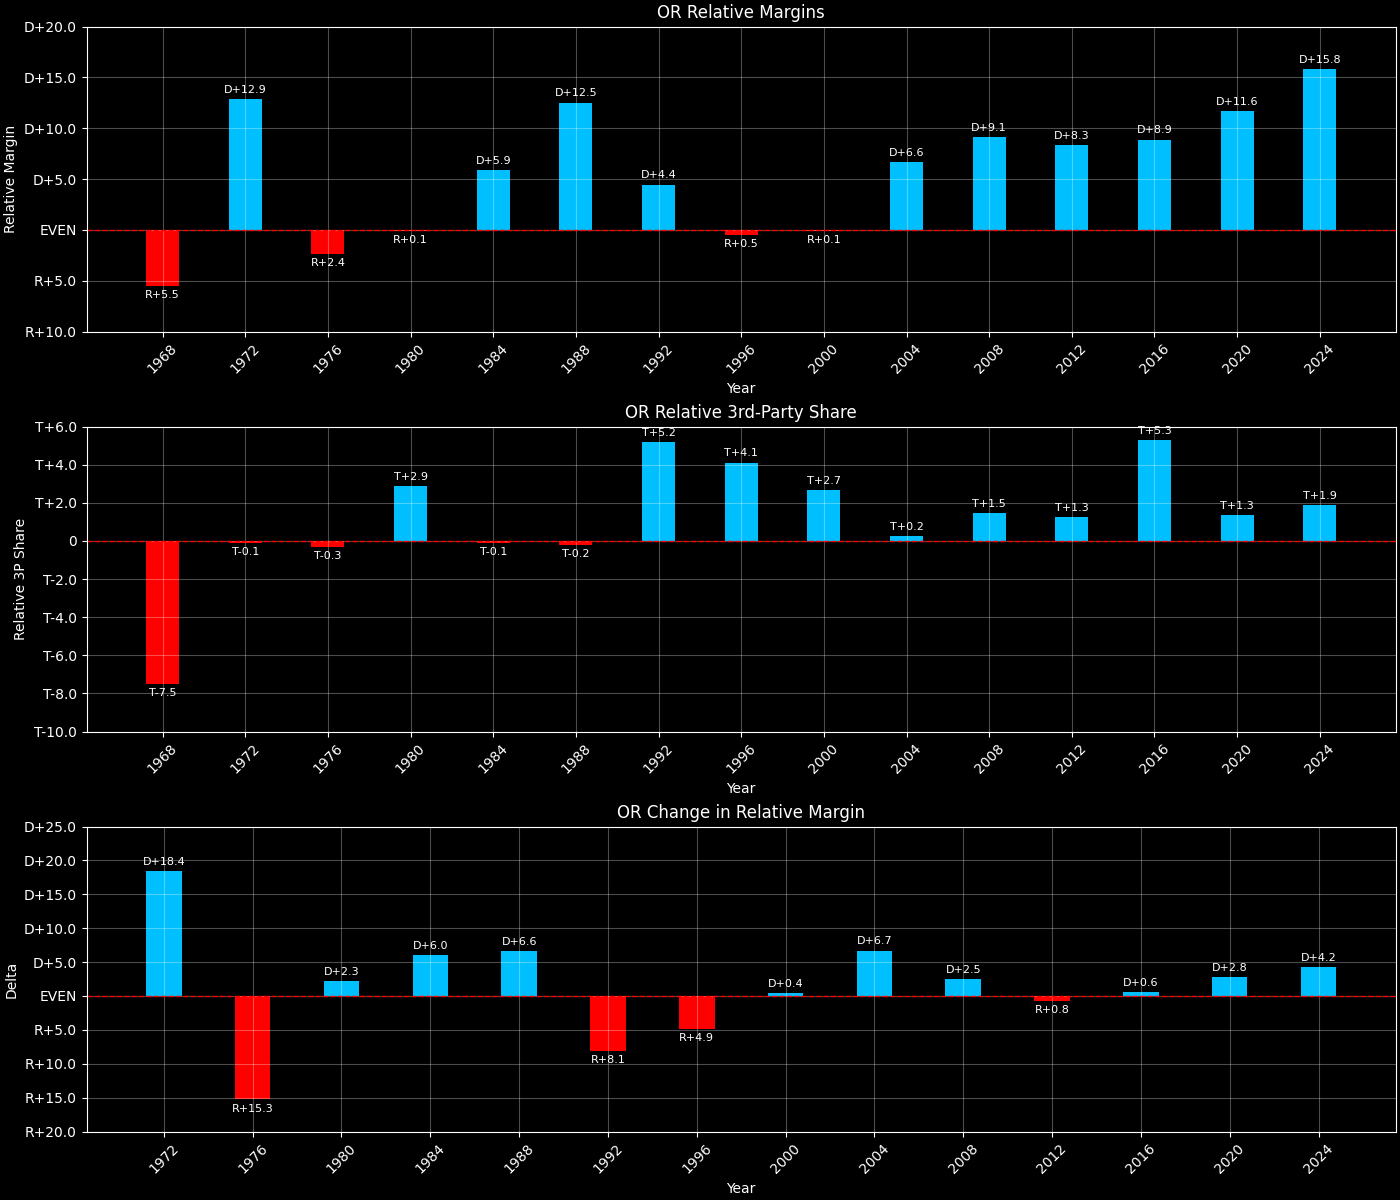 OR Relative Margins
Relative Margin
D+20.0
D+15.0
D+10.0
D+5.0
EVEN
R+5.0
R+10.0
R+5.5
D+12.9
R+2.4
R+0.1
D+5.9
D+12.5
D+4.4
R+0.5
R+0.1
D+6.6
D+9.1
D+8.3
D+8.9
D+11.6
D+15.8
1968
1972
1976
1980
1984
1988
1992
1996
2000
2004
2008
2012
2016
2020
2024
Year
OR Relative 3rd-Party Share
Relative 3P Share
T+6.0
T+4.0
T+2.0
0
T-2.0
T-4.0
T-6.0
T-8.0
T-10.0
T-7.5
T-0.1
T-0.3
T+2.9
T-0.1
T-0.2
T+5.2
T+4.1
T+2.7
T+0.2
T+1.5
T+1.3
T+5.3
T+1.3
T+1.9
1968
1972
1976
1980
1984
1988
1992
1996
2000
2004
2008
2012
2016
2020
2024
Year
OR Change in Relative Margin
Delta
D+25.0
D+20.0
D+15.0
D+10.0
D+5.0
EVEN
R+5.0
R+10.0
R+15.0
R+20.0
D+18.4
R+15.3
D+2.3
D+6.0
D+6.6
R+8.1
R+4.9
D+0.4
D+6.7
D+2.5
R+0.8
D+0.6
D+2.8
D+4.2
1972
1976
1980
1984
1988
1992
1996
2000
2004
2008
2012
2016
2020
2024
Year